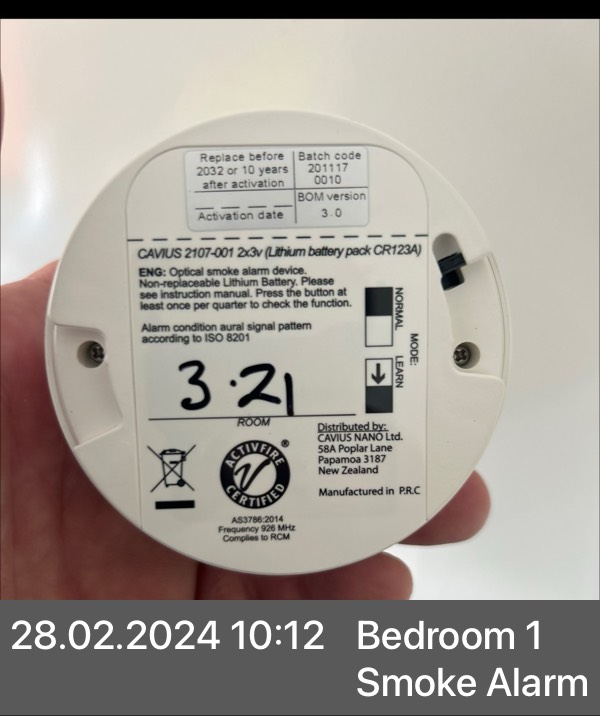 Replace before
2032 or 10 years
after activation
Activation date
Batch code
201117
0010
BOM version
3.0
CAVIUS 2107-001 2x3v (Lithium battery pack CR123A)
ENG: Optical smoke alarm device.
Non-replaceable Lithium Battery. Please
see instruction manual. Press the button at
least once per quarter to check the function.
Alarm condition aural signal pattern
according to ISO 8201
NORMAL
MODE:
LEARN
3.21
ROOM
ACTIVFIRE
®
CERTIFIED
AS3786:2014
Frequency 926 MHz
Complies to RCM
Distributed by:
CAVIUS NANO Ltd.
58A Poplar Lane
Papamoa 3187
New Zealand
Manufactured in P.R.C
28.02.2024 10:12
Bedroom 1
Smoke Alarm